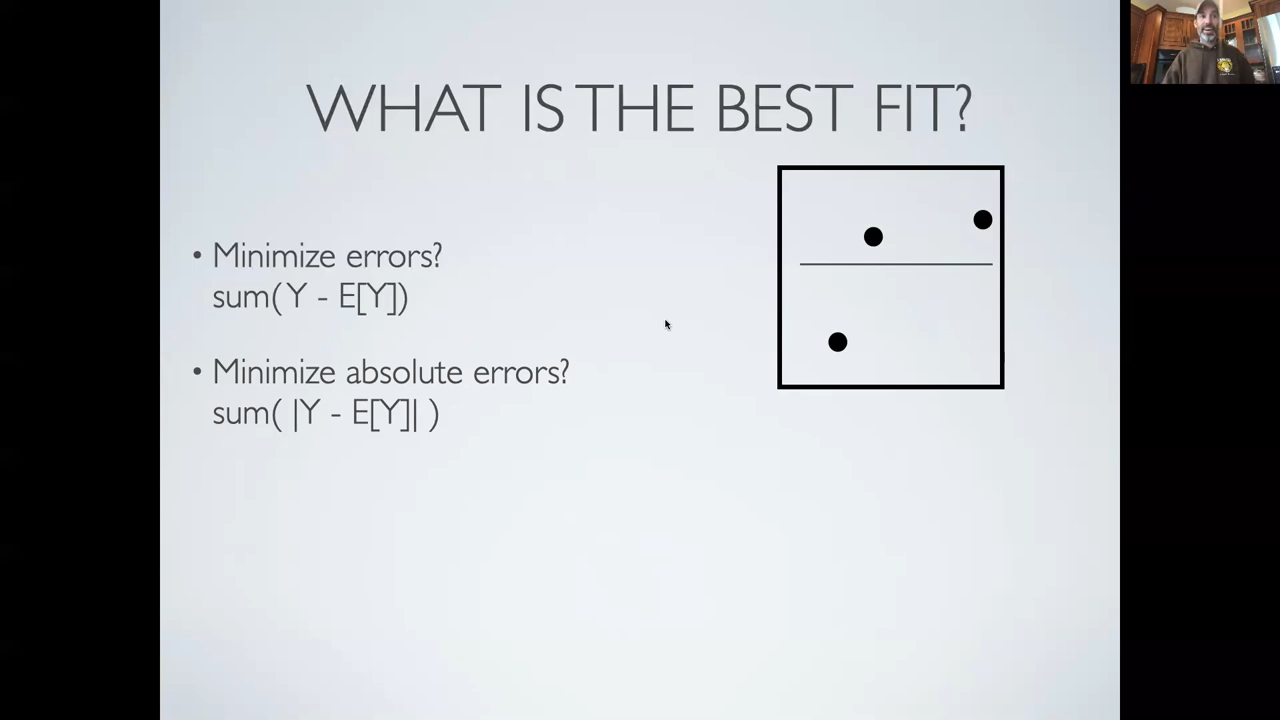 WHAT IS THE BEST FIT?
• Minimize errors?
sum(Y - E[Y])
• Minimize absolute errors?
sum( |Y - E[Y]| )